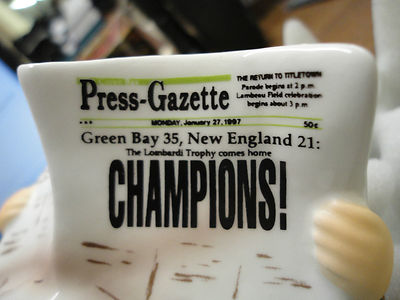 Press-Gazette
THE RETURN TO TITLETOWN
Parade begins at 2 p.m.
Lambeau Field celebration
begins about 3 p.m.
MONDAY, January 27, 1997 50¢
Green Bay 35, New England 21:
The Lombardi Trophy comes home
CHAMPIONS!